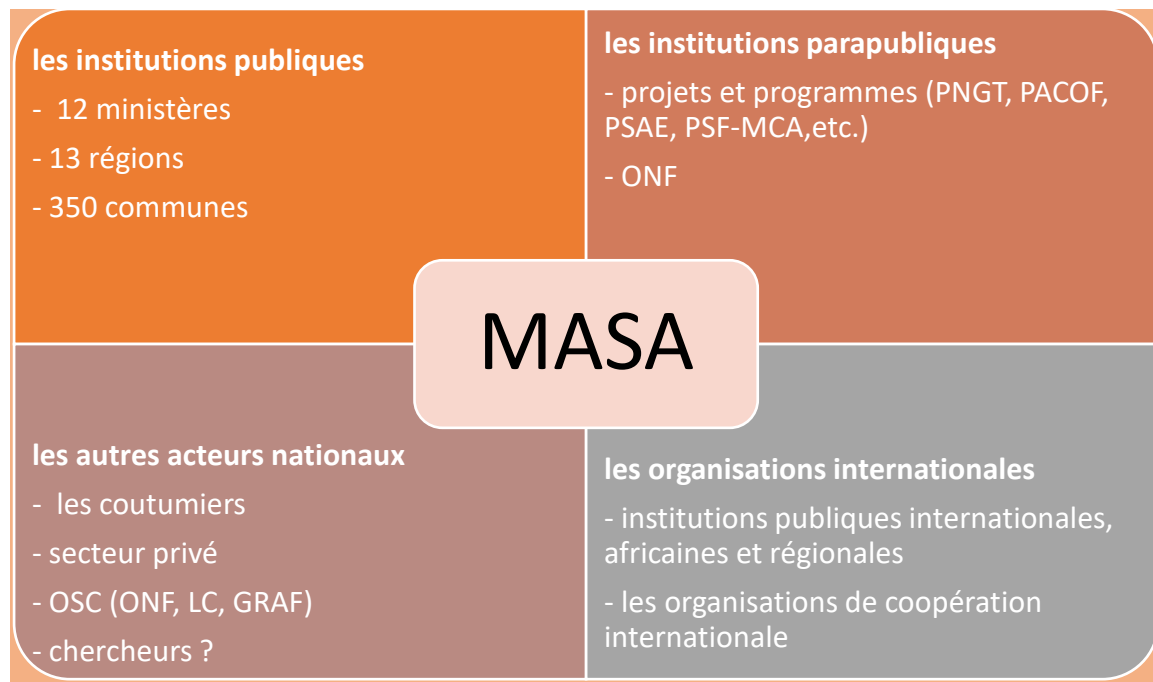 les institutions publiques
- 12 ministères
- 13 régions
- 350 communes
les institutions parapubliques
- projets et programmes (PNGT, PACOF,
PSAE, PSF-MCA,etc.)
- ONF
MASA
les autres acteurs nationaux
- les coutumiers
- secteur privé
- OSC (ONF, LC, GRAF)
- chercheurs ?
les organisations internationales
- institutions publiques internationales,
africaines et régionales
- les organisations de coopération
internationale